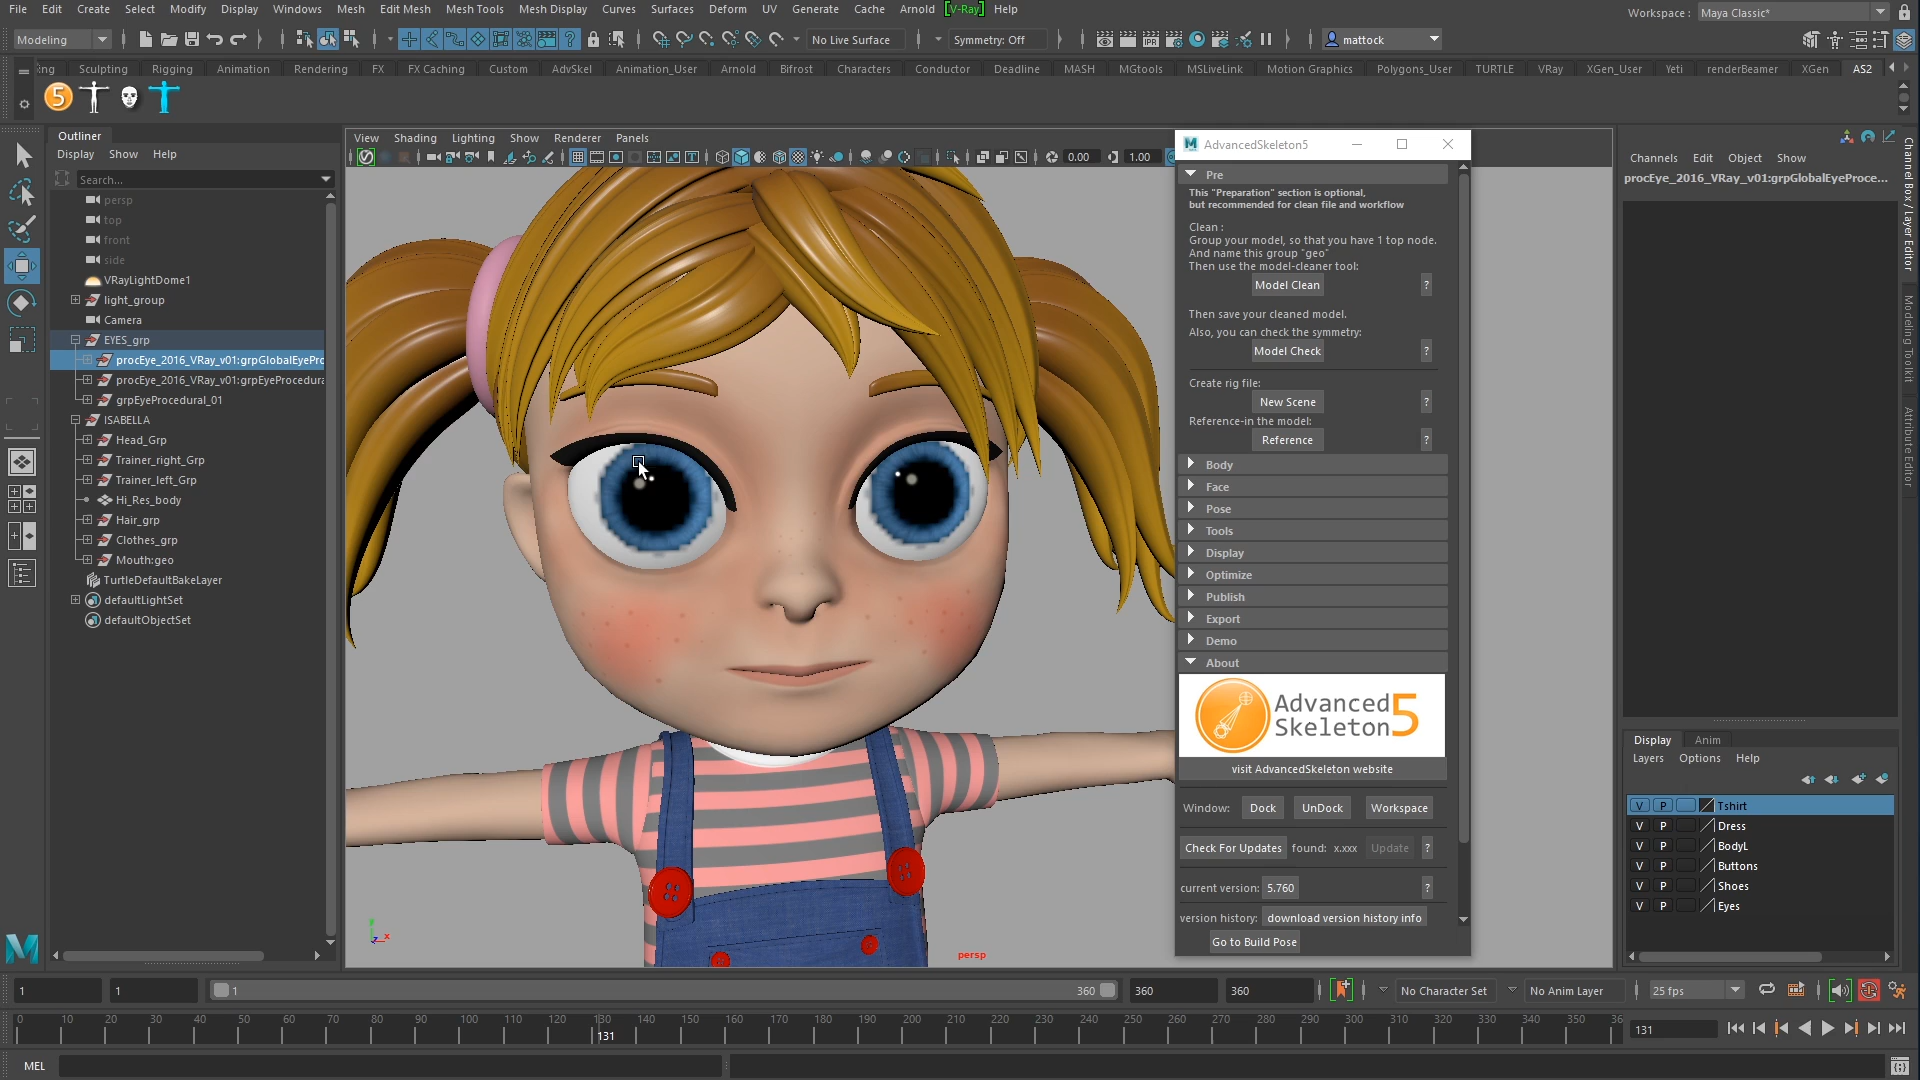 File Edit Create Select Modify Display Windows Mesh Edit Mesh Mesh Tools Mesh Display Curves Surfaces Deform UV Generate Cache Arnold [V-Ray] Help
Workspace : Maya Classic*
Modeling No Live Surface Symmetry: Off mattock
Sculpting Rigging Animation Rendering FX FX Caching Custom AdvSkel Animation_User Arnold Bifrost Characters Conductor Deadline MASH MGtools MSLiveLink Motion Graphics Polygons_User TURTLE VRay XGen_User Yeti renderBeamer XGen AS2
5
Outliner
Display Show Help
Search...
persp
top
front
side
VRayLightDome1
light_group
Camera
EYES_grp
procEye_2016_VRay_v01:grpGlobalEyePro
procEye_2016_VRay_v01:grpEyeProcedura
grpEyeProcedural_01
ISABELLA
Head_Grp
Trainer_right_Grp
Trainer_left_Grp
Hi_Res_body
Hair_grp
Clothes_grp
Mouth:geo
TurtleDefaultBakeLayer
defaultLightSet
defaultObjectSet
View Shading Lighting Show Renderer Panels
0.00 1.00
persp
AdvancedSkeleton5
Pre
This "Preparation" section is optional,
but recommended for clean file and workflow
Clean :
Group your model, so that you have 1 top node.
And name this group "geo"
Then use the model-cleaner tool:
Model Clean ?
Then save your cleaned model.
Also, you can check the symmetry:
Model Check ?
Create rig file:
New Scene ?
Reference-in the model:
Reference ?
Body
Face
Pose
Tools
Display
Optimize
Publish
Export
Demo
About
Advanced
Skeleton 5
visit AdvancedSkeleton website
Window: Dock UnDock Workspace
Check For Updates found: x.xxx Update ?
current version: 5.760 ?
version history: download version history info
Go to Build Pose
Channels Edit Object Show
procEye_2016_VRay_v01:grpGlobalEyeProce...
Channel Box / Layer Editor
Modeling Toolkit
Attribute Editor
Display Anim
Layers Options Help
V P Tshirt
V P Dress
V P BodyL
V P Buttons
V P Shoes
V P Eyes
1 1 1 360 360 360 No Character Set No Anim Layer 25 fps
0 10 20 30 40 50 60 70 80 90 100 110 120 130 140 150 160 170 180 190 200 210 220 230 240 250 260 270 280 290 300 310 320 330 340 350 36
131 131
MEL